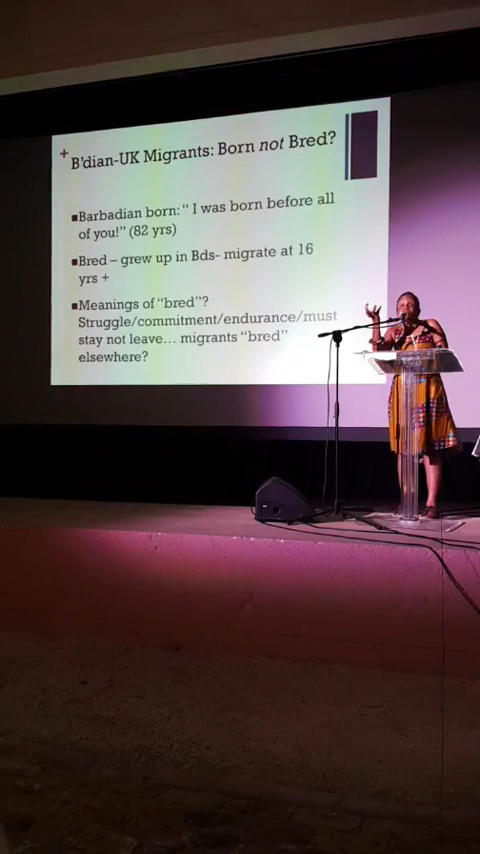 + B'dian-UK Migrants: Born not Bred?
▪Barbadian born: “ I was born before all
of you!” (82 yrs)
▪Bred – grew up in Bds- migrate at 16
yrs +
▪Meanings of “bred”?
Struggle/commitment/endurance/must
stay not leave… migrants “bred”
elsewhere?